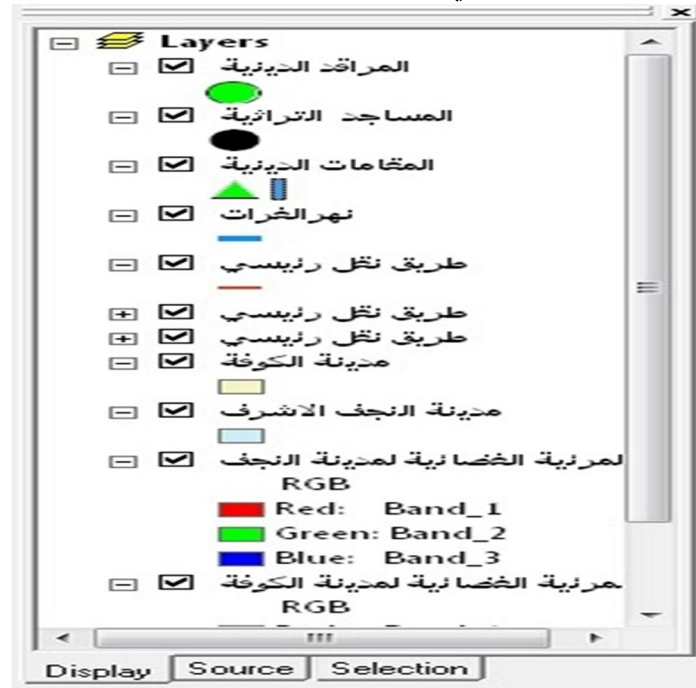 Layers
المراقد الدينية
المساجد التراثية
المقامات الدينية
نهرالفرات
طريق نقل رئيسي
طريق نقل رئيسي
طريق نقل رئيسي
مدينة الكوفة
مدينة النجف الاشرف
لمرئية الفضائية لمدينة النجف
RGB
Red: Band_1
Green: Band_2
Blue: Band_3
مرئية الفضائية لمدينة الكوفة
RGB
Display Source Selection